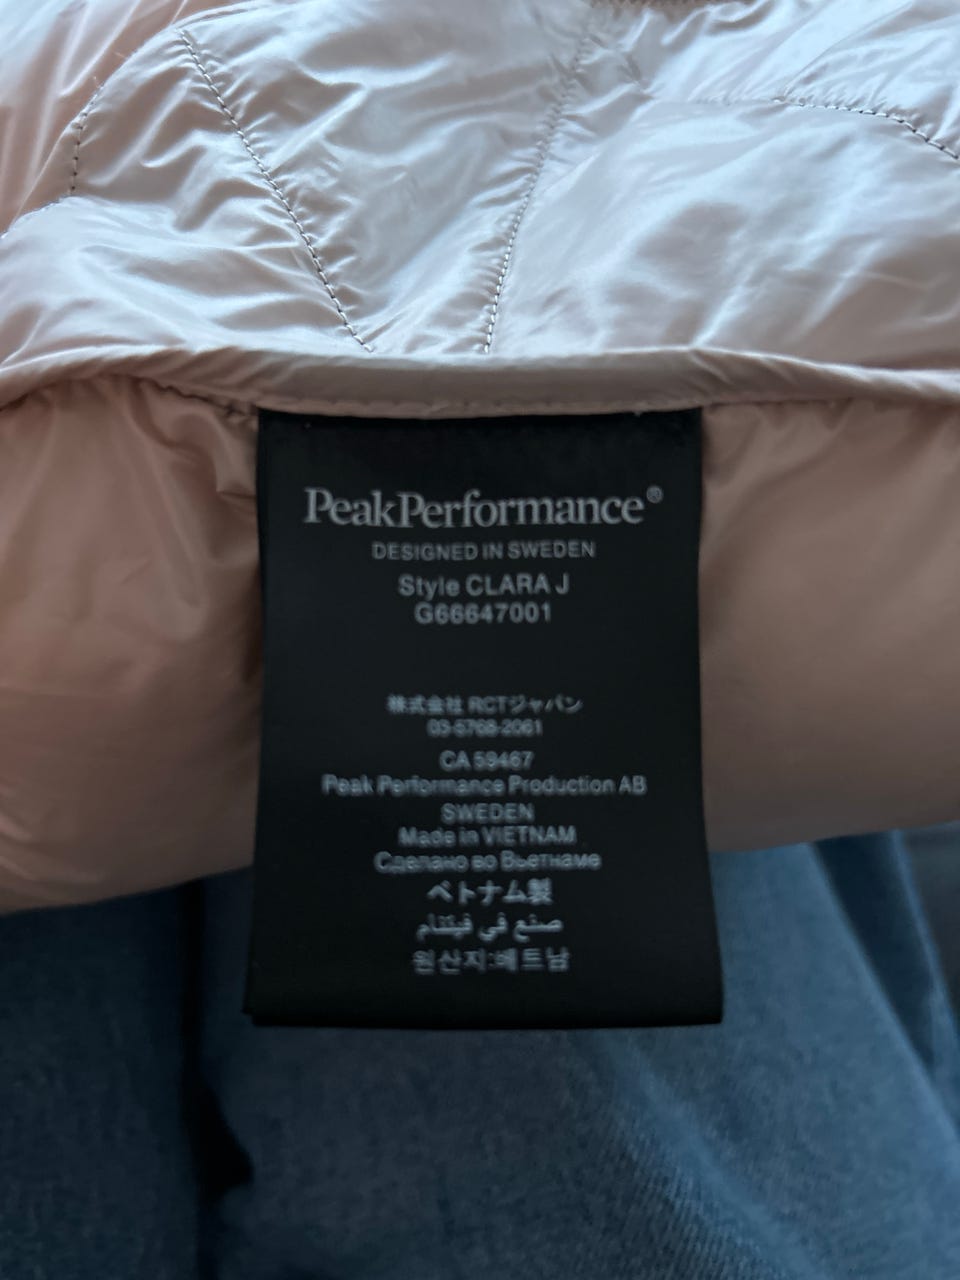 PeakPerformance®
DESIGNED IN SWEDEN
Style CLARA J
G66647001
株式会社 RCTジャパン
03-5768-2061
CA 59467
Peak Performance Production AB
SWEDEN
Made in VIETNAM
Сделано во Вьетнаме
ベトナム製
صنع في فيتنام
원산지:베트남